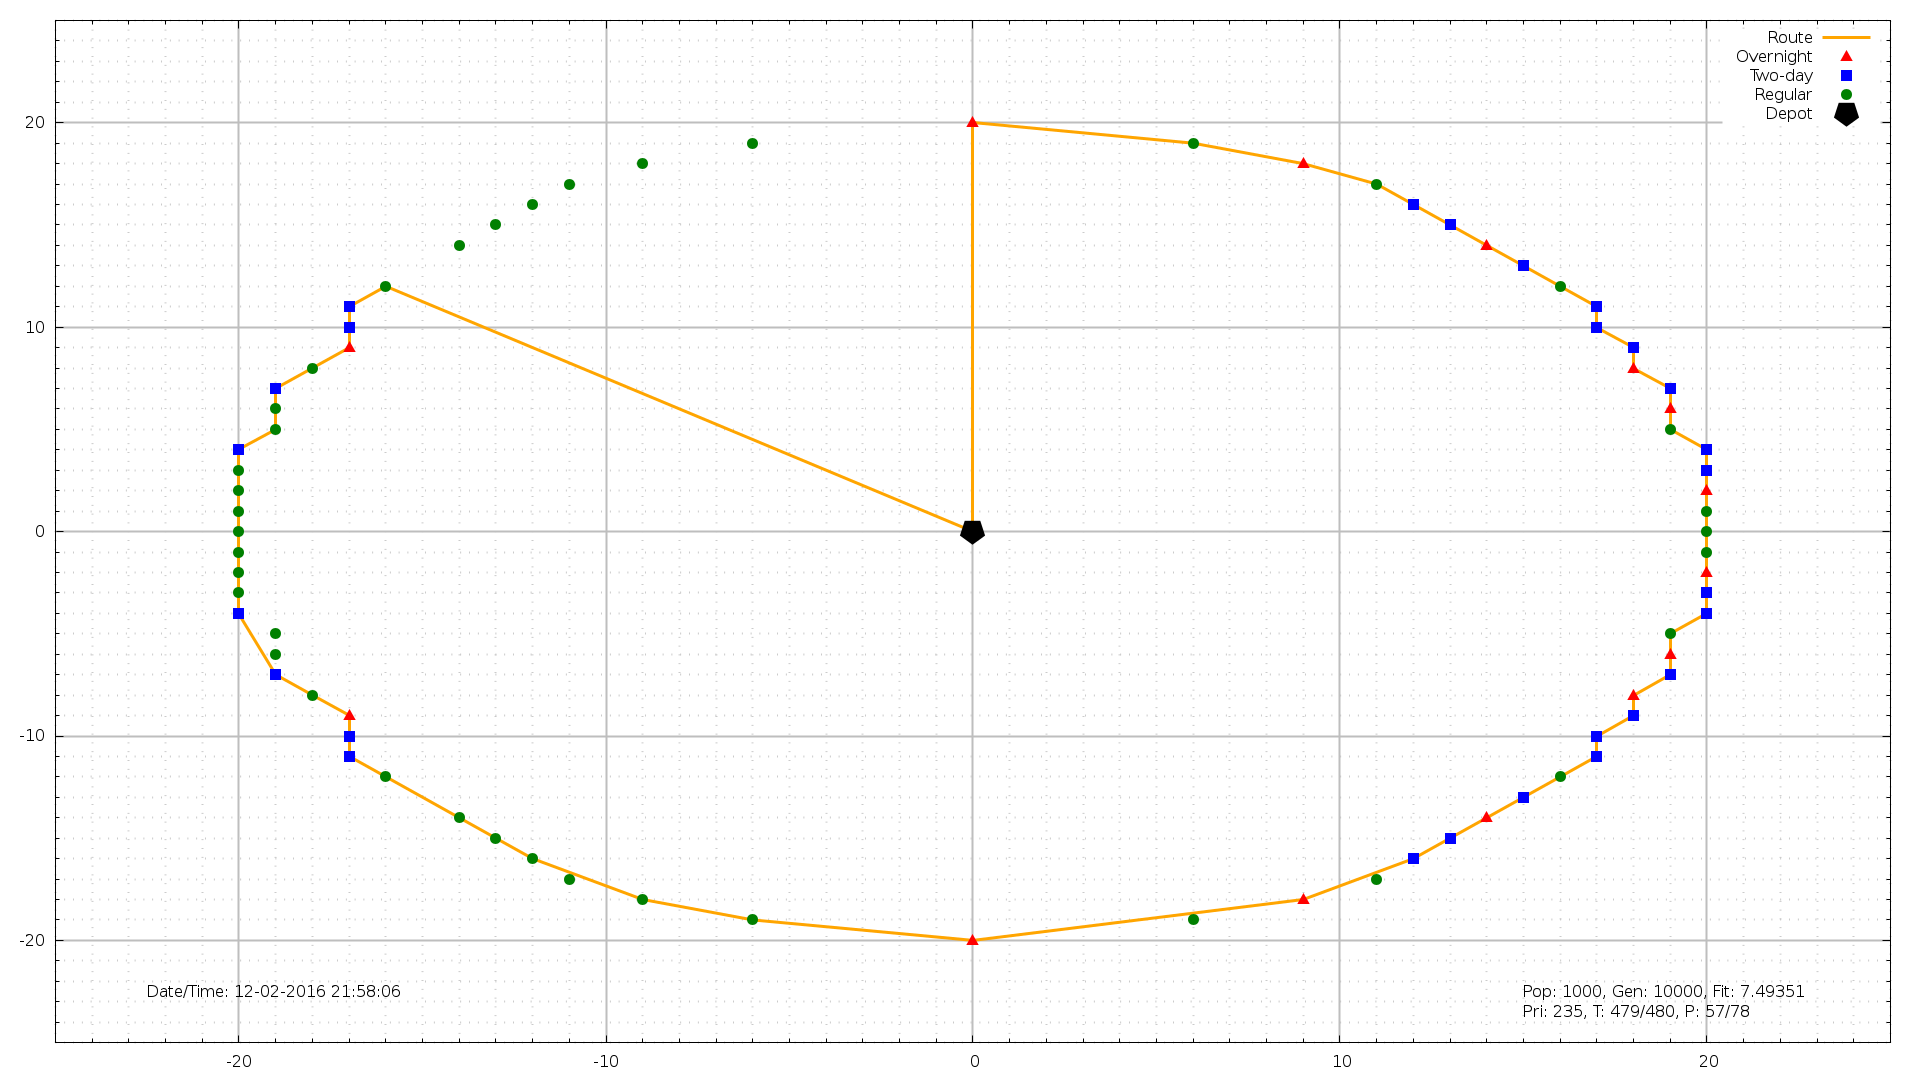 Route
Overnight
Two-day
Regular
Depot
20
10
0
-10
-20
Date/Time: 12-02-2016 21:58:06
Pop: 1000, Gen: 10000, Fit: 7.49351
Pri: 235, T: 479/480, P: 57/78
-20 -10 0 10 20